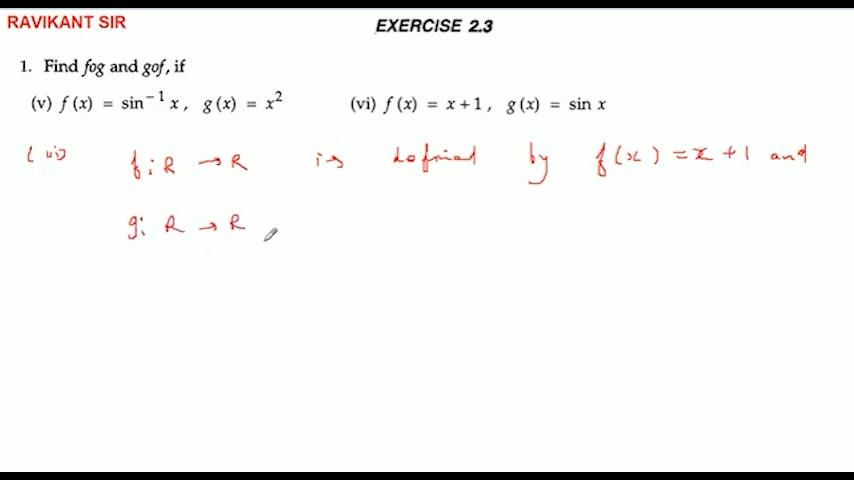 RAVIKANT SIR
EXERCISE 2.3
1. Find fog and gof, if
(v) f(x) = sin⁻¹ x, g(x) = x² (vi) f(x) = x+1, g(x) = sin x
(vi) f: R → R is defined by f(x) = x + 1 and
g: R → R